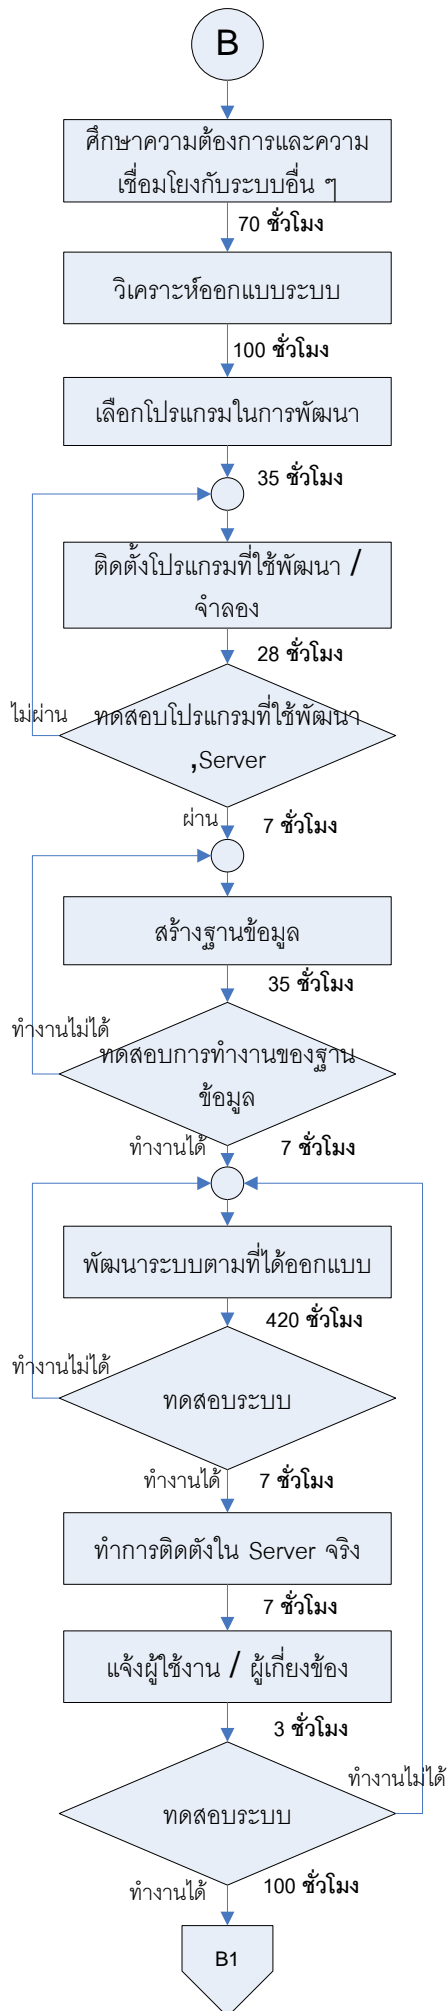 B
ศึกษาความต้องการและความ
เชื่อมโยงกับระบบอื่น ๆ
70 ชั่วโมง
วิเคราะห์ออกแบบระบบ
100 ชั่วโมง
เลือกโปรแกรมในการพัฒนา
35 ชั่วโมง
ติดตั้งโปรแกรมที่ใช้พัฒนา /
จำลอง
28 ชั่วโมง
ไม่ผ่าน
ทดสอบโปรแกรมที่ใช้พัฒนา
,Server
ผ่าน
7 ชั่วโมง
สร้างฐานข้อมูล
35 ชั่วโมง
ทำงานไม่ได้
ทดสอบการทำงานของฐาน
ข้อมูล
ทำงานได้
7 ชั่วโมง
พัฒนาระบบตามที่ได้ออกแบบ
420 ชั่วโมง
ทำงานไม่ได้
ทดสอบระบบ
ทำงานได้
7 ชั่วโมง
ทำการติดตังใน Server จริง
7 ชั่วโมง
แจ้งผู้ใช้งาน / ผู้เกี่ยงข้อง
3 ชั่วโมง
ทำงานไม่ได้
ทดสอบระบบ
100 ชั่วโมง
ทำงานได้
B1